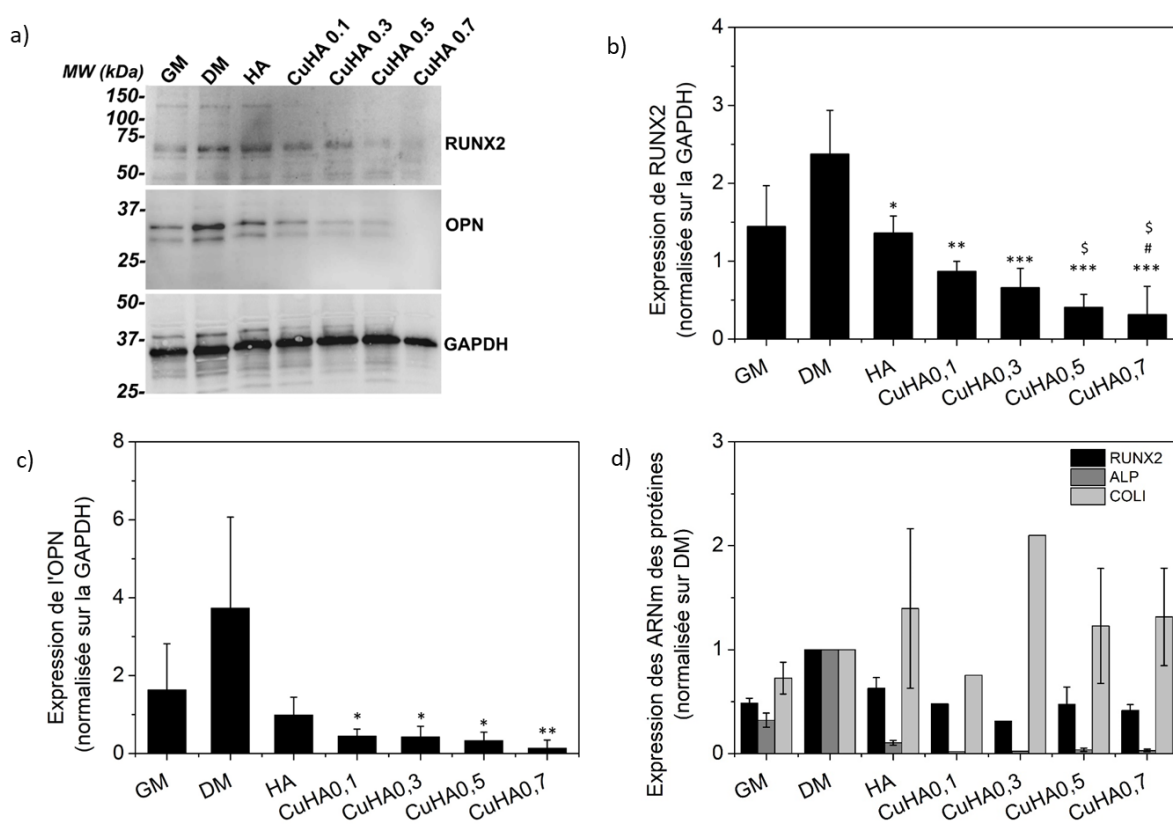 a)
MW (kDa)
GM
DM
HA
CuHA 0.1
CuHA 0.3
CuHA 0.5
CuHA 0.7
150-
100-
75-
50-
RUNX2
37-
25-
OPN
50-
37-
25-
GAPDH
b)
Expression de RUNX2
(normalisée sur la GAPDH)
4
3
2
1
0
*
**
***
$
***
$
#
***
GM
DM
HA
CuHA0,1
CuHA0,3
CuHA0,5
CuHA0,7
c)
Expression de l'OPN
(normalisée sur la GAPDH)
8
6
4
2
0
*
*
*
**
GM
DM
HA
CuHA0,1
CuHA0,3
CuHA0,5
CuHA0,7
d)
Expression des ARNm des protéines
(normalisée sur DM)
3
2
1
0
RUNX2
ALP
COLI
GM
DM
HA
CuHA0,1
CuHA0,3
CuHA0,5
CuHA0,7